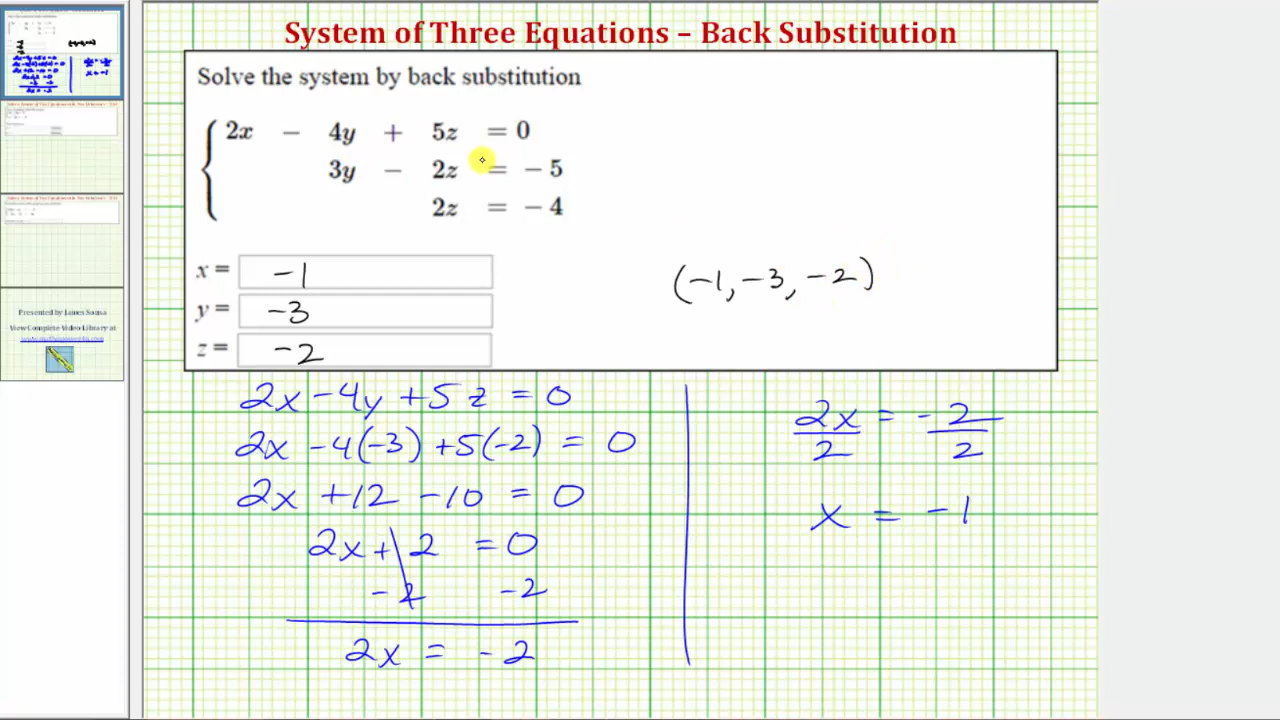 System of Three Equations – Back Substitution
Solve the system by back substitution
2x − 4y + 5z = 0
3y − 2z = − 5
2z = − 4
x = −1
y = −3
z = −2
(−1, −3, −2)
2x −4y +5z = 0
2x −4(−3) +5(−2) = 0
2x +12 −10 = 0
2x + 2 = 0
−2 −2
2x = −2
2x = −2
2 2
x = −1
Presented by James Sousa
View Complete Video Library at